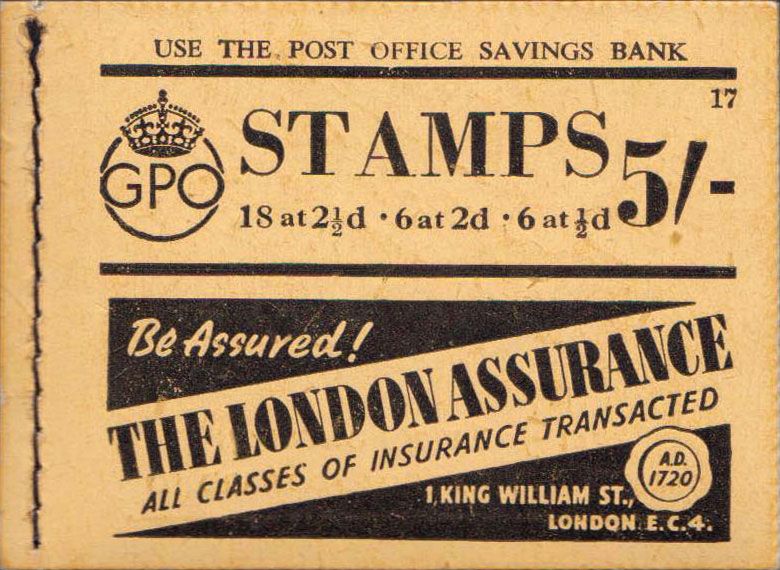 USE THE POST OFFICE SAVINGS BANK
17
GPO
STAMPS 5/-
18 at 2½d · 6 at 2d · 6 at ½d
Be Assured!
THE LONDON ASSURANCE
ALL CLASSES OF INSURANCE TRANSACTED
A.D.
1720
1, KING WILLIAM ST.,
LONDON. E.C.4.